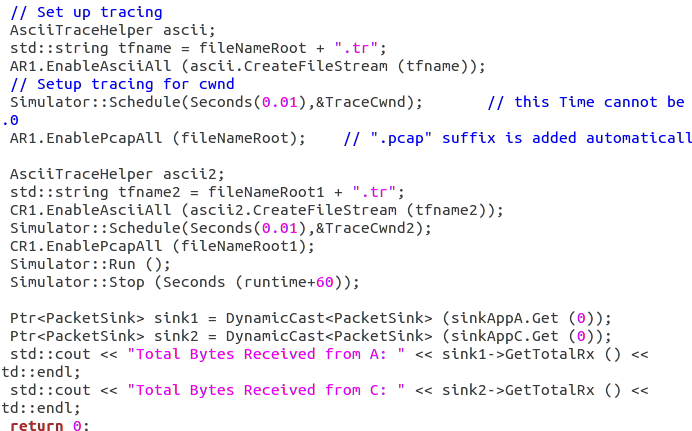 // Set up tracing
AsciiTraceHelper ascii;
std::string tfname = fileNameRoot + ".tr";
AR1.EnableAsciiAll (ascii.CreateFileStream (tfname));
// Setup tracing for cwnd
Simulator::Schedule(Seconds(0.01),&TraceCwnd);       // this Time cannot be
.0
AR1.EnablePcapAll (fileNameRoot);    // ".pcap" suffix is added automaticall
AsciiTraceHelper ascii2;
std::string tfname2 = fileNameRoot1 + ".tr";
CR1.EnableAsciiAll (ascii2.CreateFileStream (tfname2));
Simulator::Schedule(Seconds(0.01),&TraceCwnd2);
CR1.EnablePcapAll (fileNameRoot1);
Simulator::Run ();
Simulator::Stop (Seconds (runtime+60));
Ptr<PacketSink> sink1 = DynamicCast<PacketSink> (sinkAppA.Get (0));
Ptr<PacketSink> sink2 = DynamicCast<PacketSink> (sinkAppC.Get (0));
std::cout << "Total Bytes Received from A: " << sink1->GetTotalRx () <<
td::endl;
std::cout << "Total Bytes Received from C: " << sink2->GetTotalRx () <<
td::endl;
return 0: